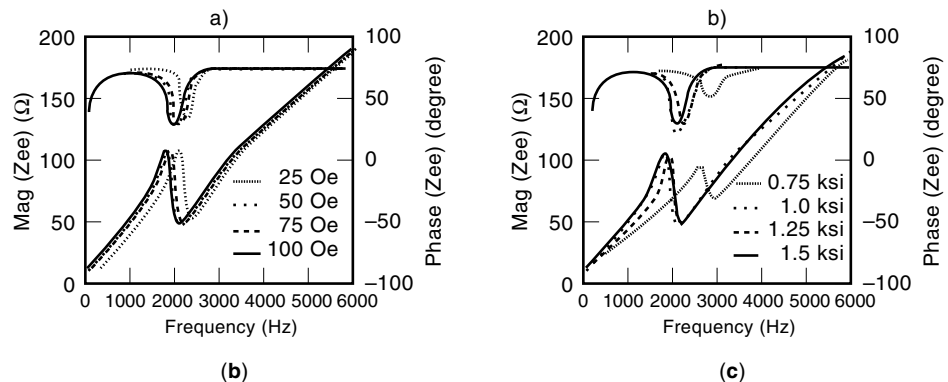 a)
200
150
100
50
0
Mag (Zee) (Ω)
100
50
0
–50
–100
Phase (Zee) (degree)
25 Oe
50 Oe
75 Oe
100 Oe
0 1000 2000 3000 4000 5000 6000
Frequency (Hz)
(b)
b)
200
150
100
50
0
Mag (Zee) (Ω)
100
50
0
–50
–100
Phase (Zee) (degree)
0.75 ksi
1.0 ksi
1.25 ksi
1.5 ksi
0 1000 2000 3000 4000 5000 6000
Frequency (Hz)
(c)